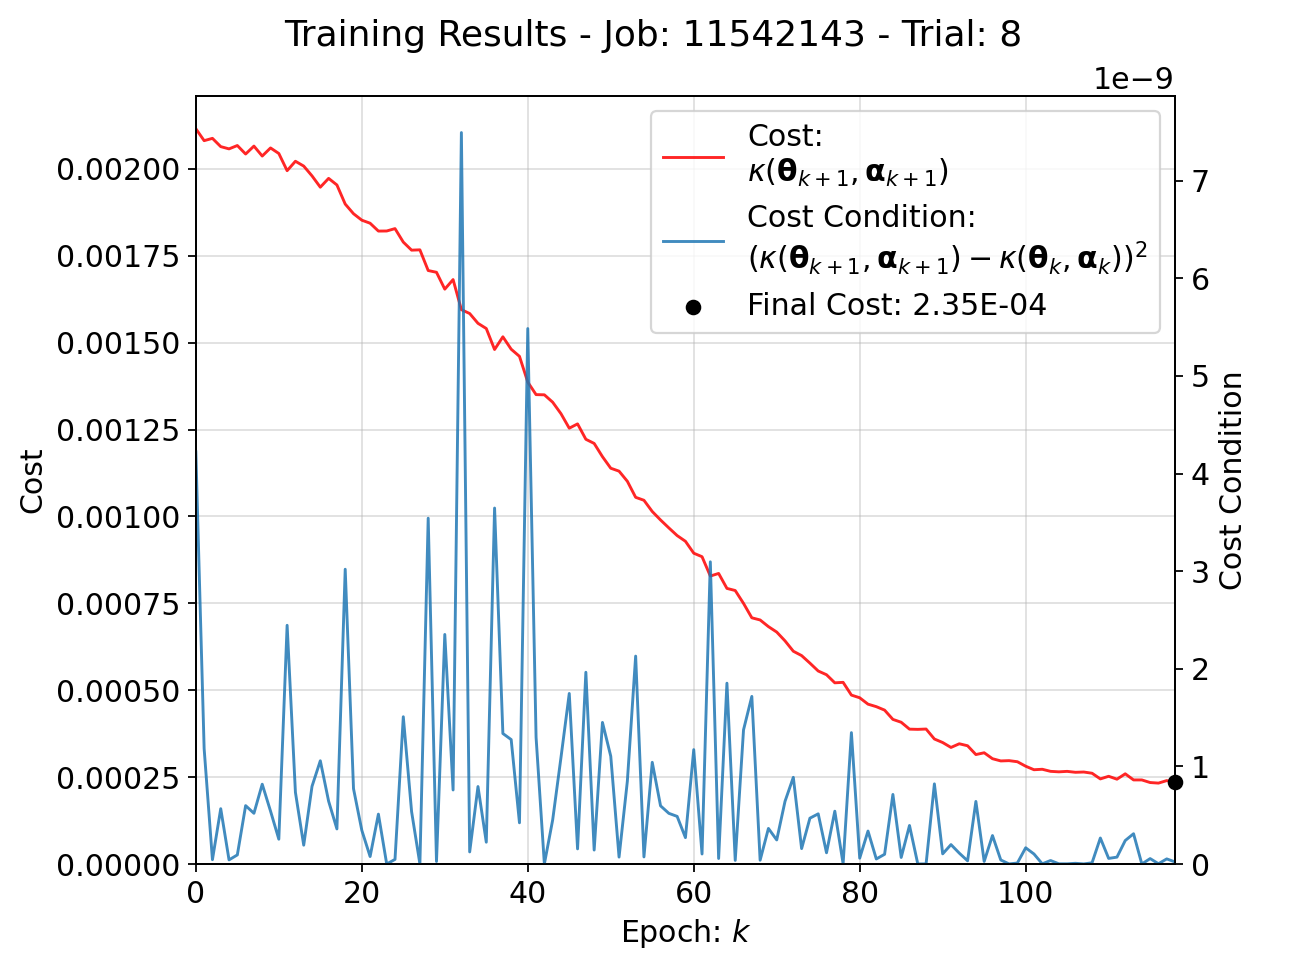 Training Results - Job: 11542143 - Trial: 8
1e−9
Cost:
κ(θₖ₊₁, αₖ₊₁)
Cost Condition:
(κ(θₖ₊₁, αₖ₊₁) − κ(θₖ, αₖ))²
Final Cost: 2.35E-04
0.00200
0.00175
0.00150
0.00125
0.00100
0.00075
0.00050
0.00025
0.00000
Cost
7
6
5
4
3
2
1
0
Cost Condition
0 20 40 60 80 100
Epoch: k